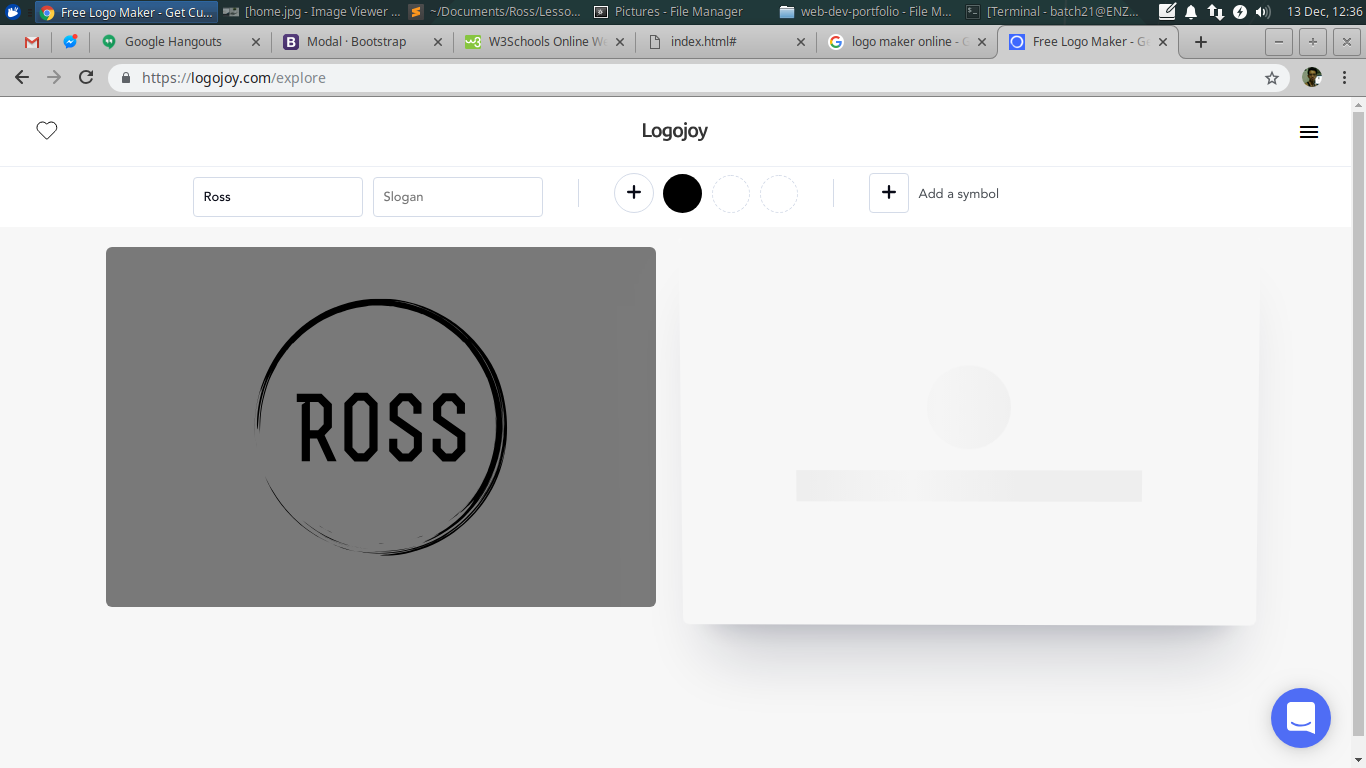 Free Logo Maker - Get Cu...
[home.jpg - Image Viewer ...
~/Documents/Ross/Lesso...
Pictures - File Manager
web-dev-portfolio - File M...
[Terminal - batch21@ENZ...
13 Dec, 12:36
Google Hangouts
Modal · Bootstrap
W3Schools Online We
index.html#
logo maker online - G
Free Logo Maker - Ge
https://logojoy.com/explore
Logojoy
Ross
Slogan
Add a symbol
ROSS